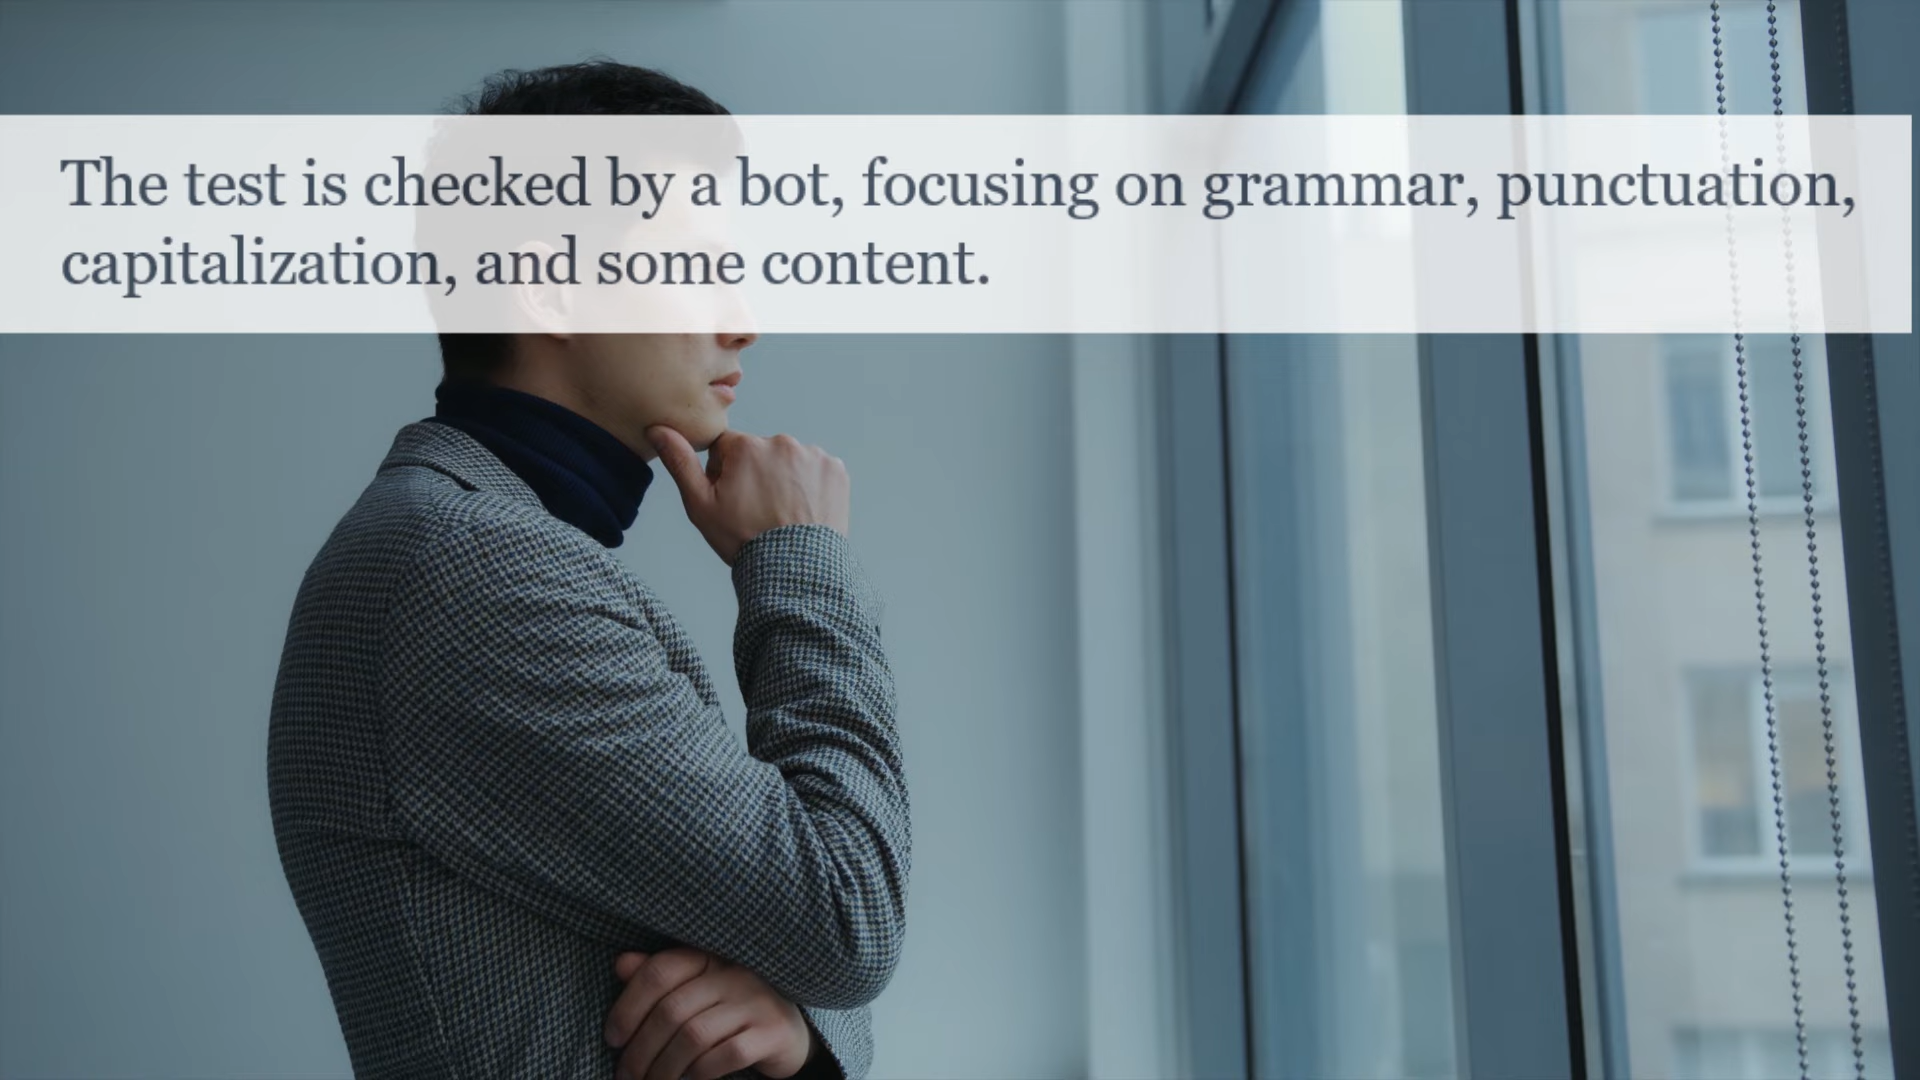 The test is checked by a bot, focusing on grammar, punctuation,
capitalization, and some content.